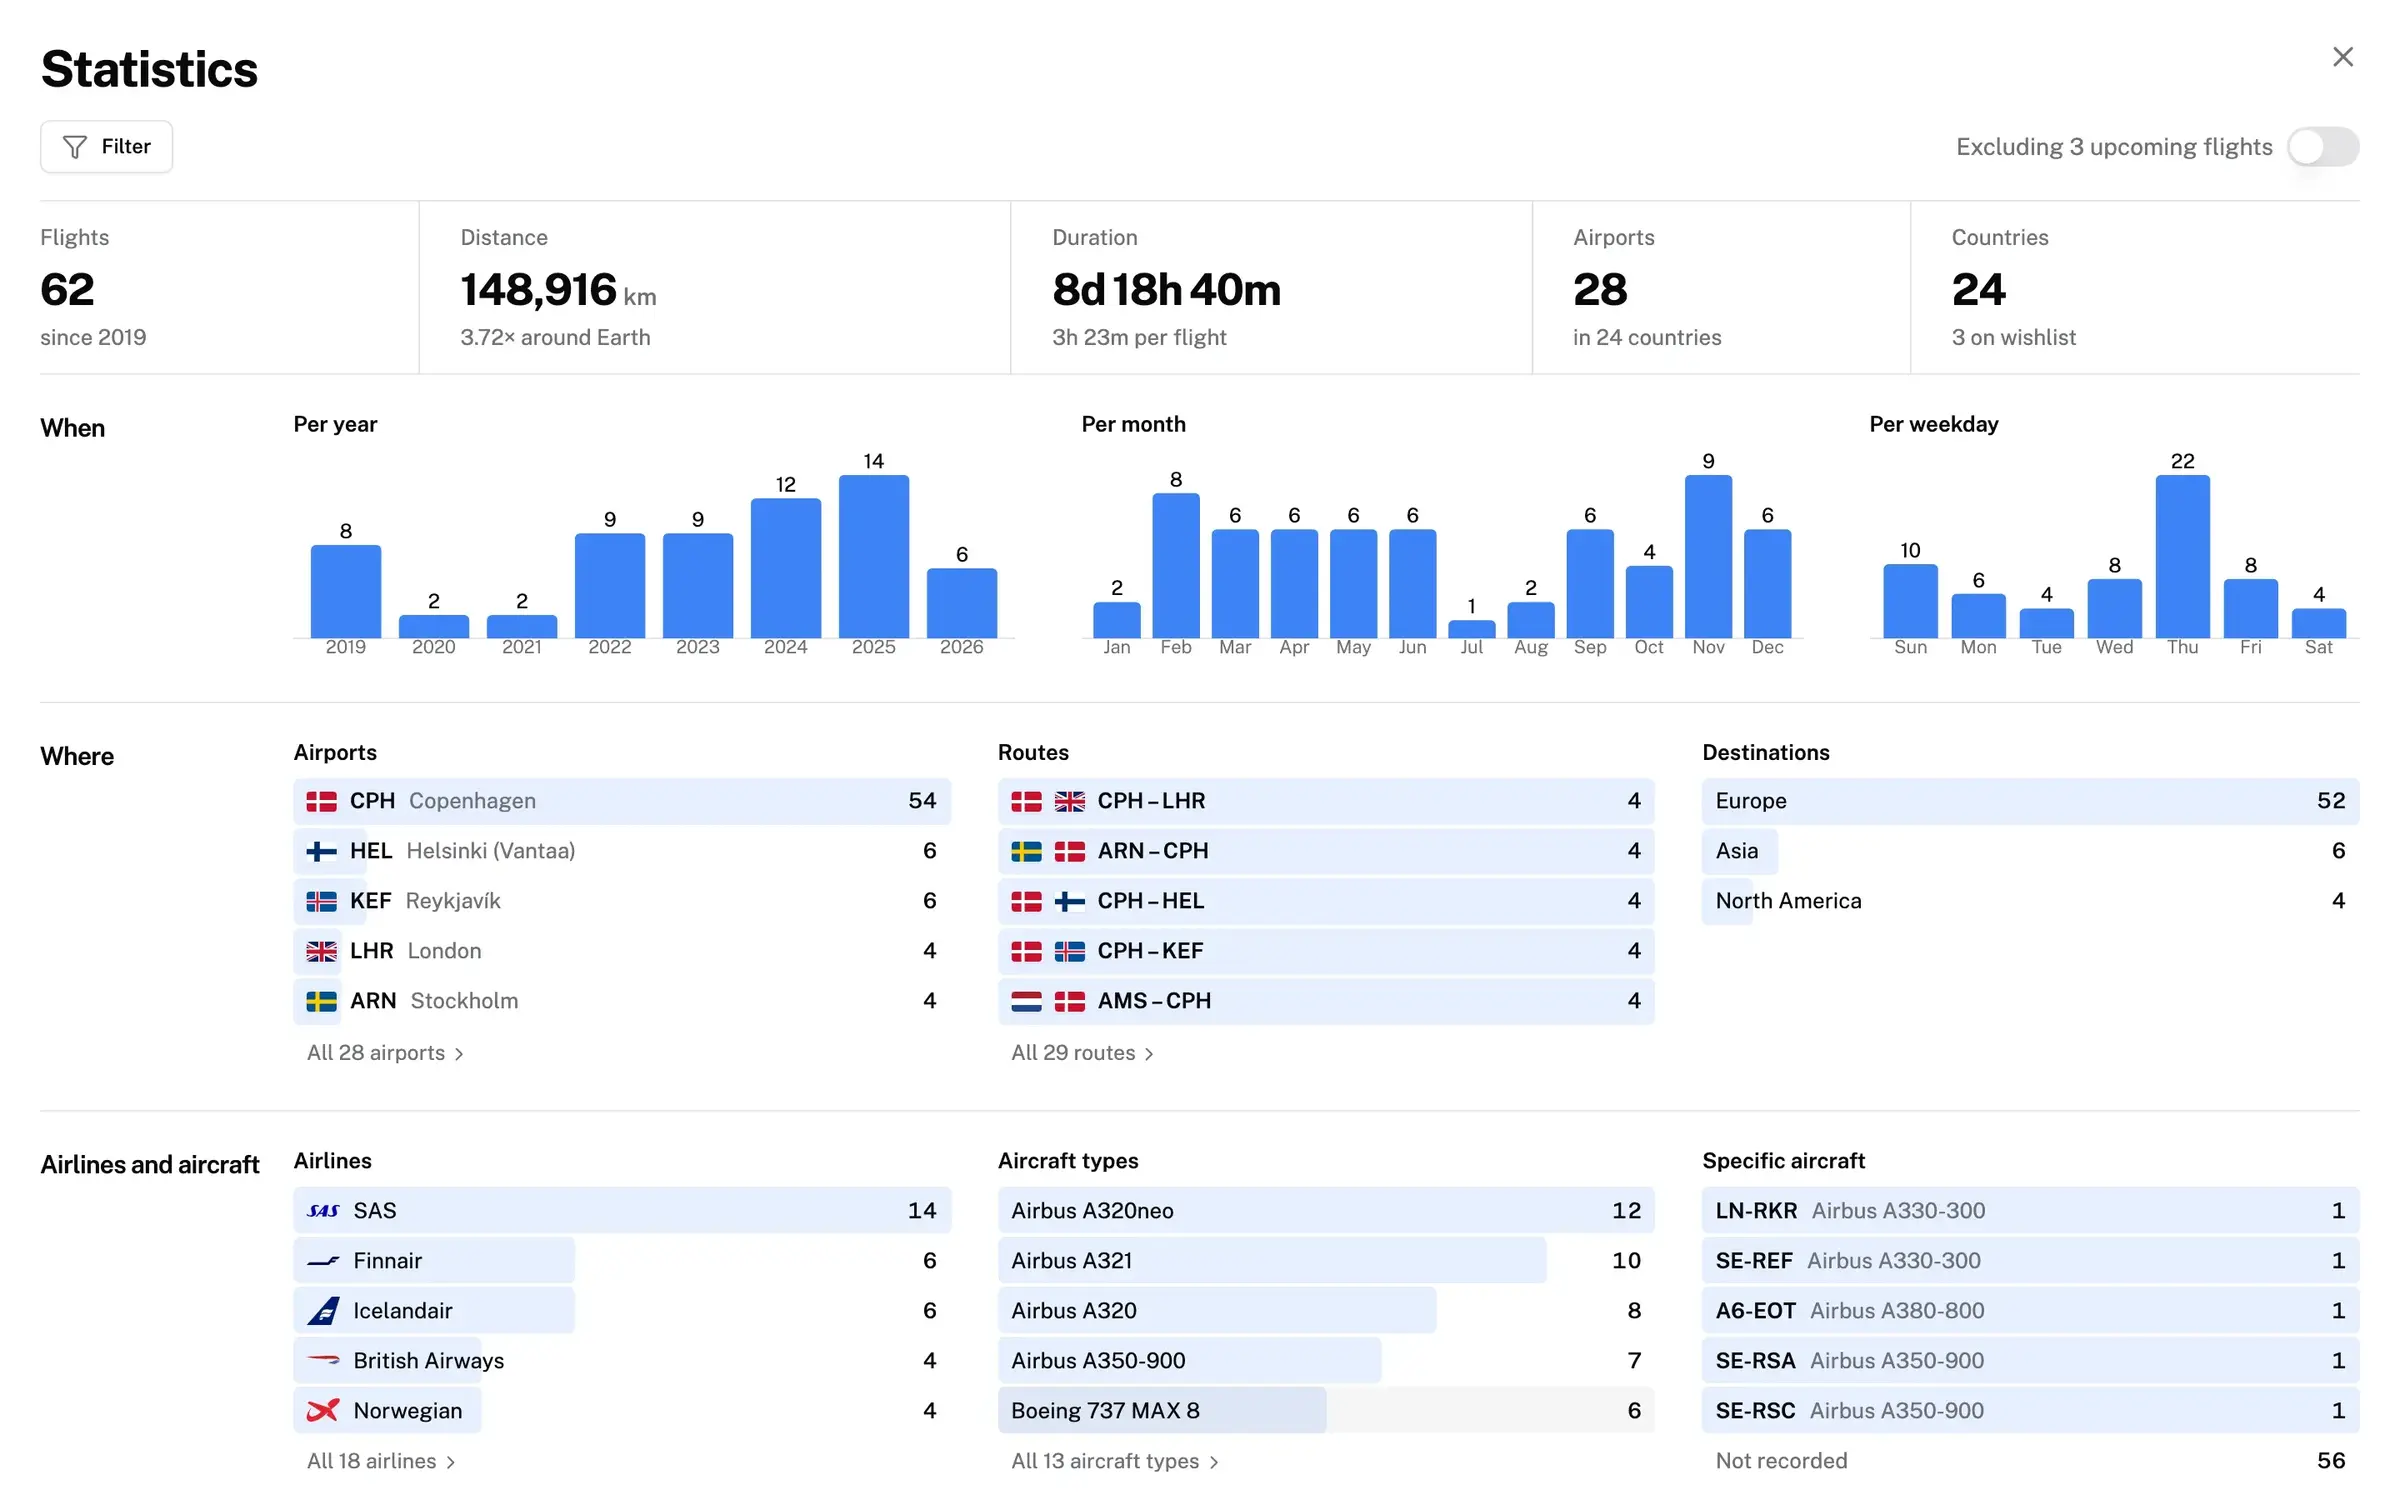 Statistics
Filter
Excluding 3 upcoming flights
Flights
62
since 2019
Distance
148,916 km
3.72× around Earth
Duration
8d 18h 40m
3h 23m per flight
Airports
28
in 24 countries
Countries
24
3 on wishlist
When
Per year
8 2 2 9 9 12 14 6
2019 2020 2021 2022 2023 2024 2025 2026
Per month
2 8 6 6 6 6 1 2 6 4 9 6
Jan Feb Mar Apr May Jun Jul Aug Sep Oct Nov Dec
Per weekday
10 6 4 8 22 8 4
Sun Mon Tue Wed Thu Fri Sat
Where
Airports
CPH Copenhagen 54
HEL Helsinki (Vantaa) 6
KEF Reykjavík 6
LHR London 4
ARN Stockholm 4
All 28 airports
Routes
CPH – LHR 4
ARN – CPH 4
CPH – HEL 4
CPH – KEF 4
AMS – CPH 4
All 29 routes
Destinations
Europe 52
Asia 6
North America 4
Airlines and aircraft
Airlines
SAS SAS 14
Finnair 6
Icelandair 6
British Airways 4
Norwegian 4
All 18 airlines
Aircraft types
Airbus A320neo 12
Airbus A321 10
Airbus A320 8
Airbus A350-900 7
Boeing 737 MAX 8 6
All 13 aircraft types
Specific aircraft
LN-RKR Airbus A330-300 1
SE-REF Airbus A330-300 1
A6-EOT Airbus A380-800 1
SE-RSA Airbus A350-900 1
SE-RSC Airbus A350-900 1
Not recorded 56